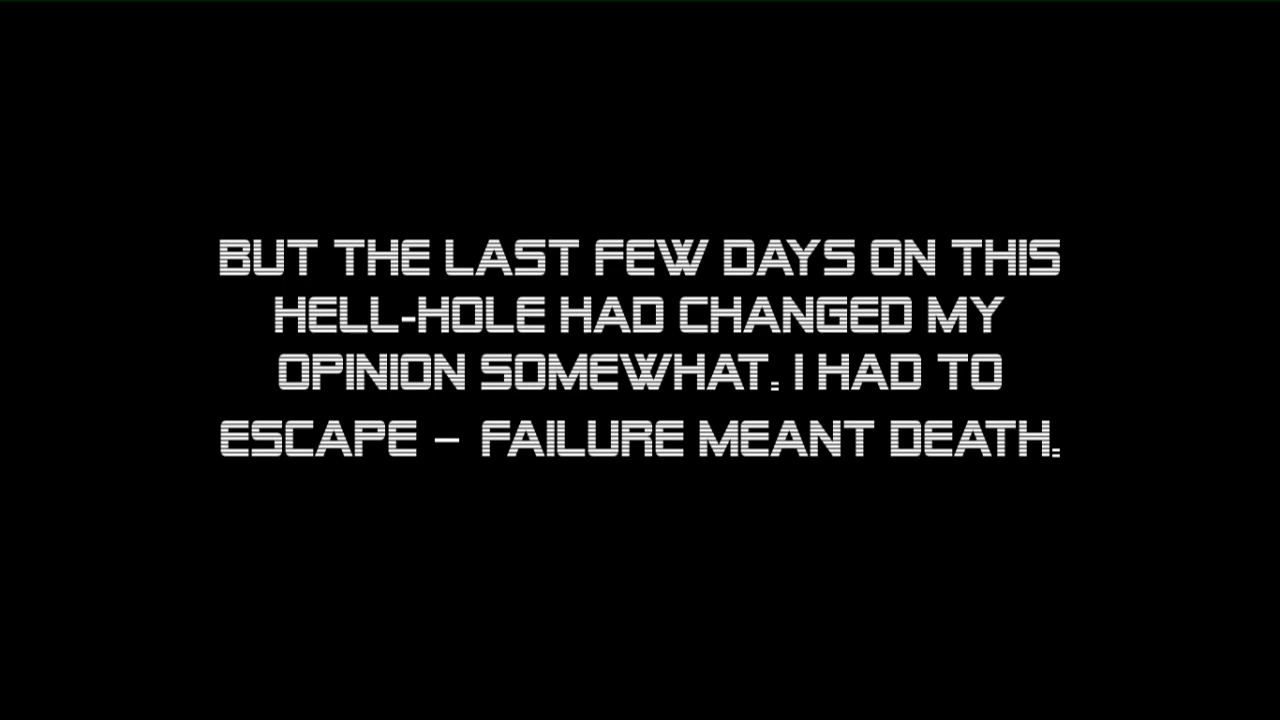 BUT THE LAST FEW DAYS ON THIS
HELL-HOLE HAD CHANGED MY
OPINION SOMEWHAT. I HAD TO
ESCAPE – FAILURE MEANT DEATH.